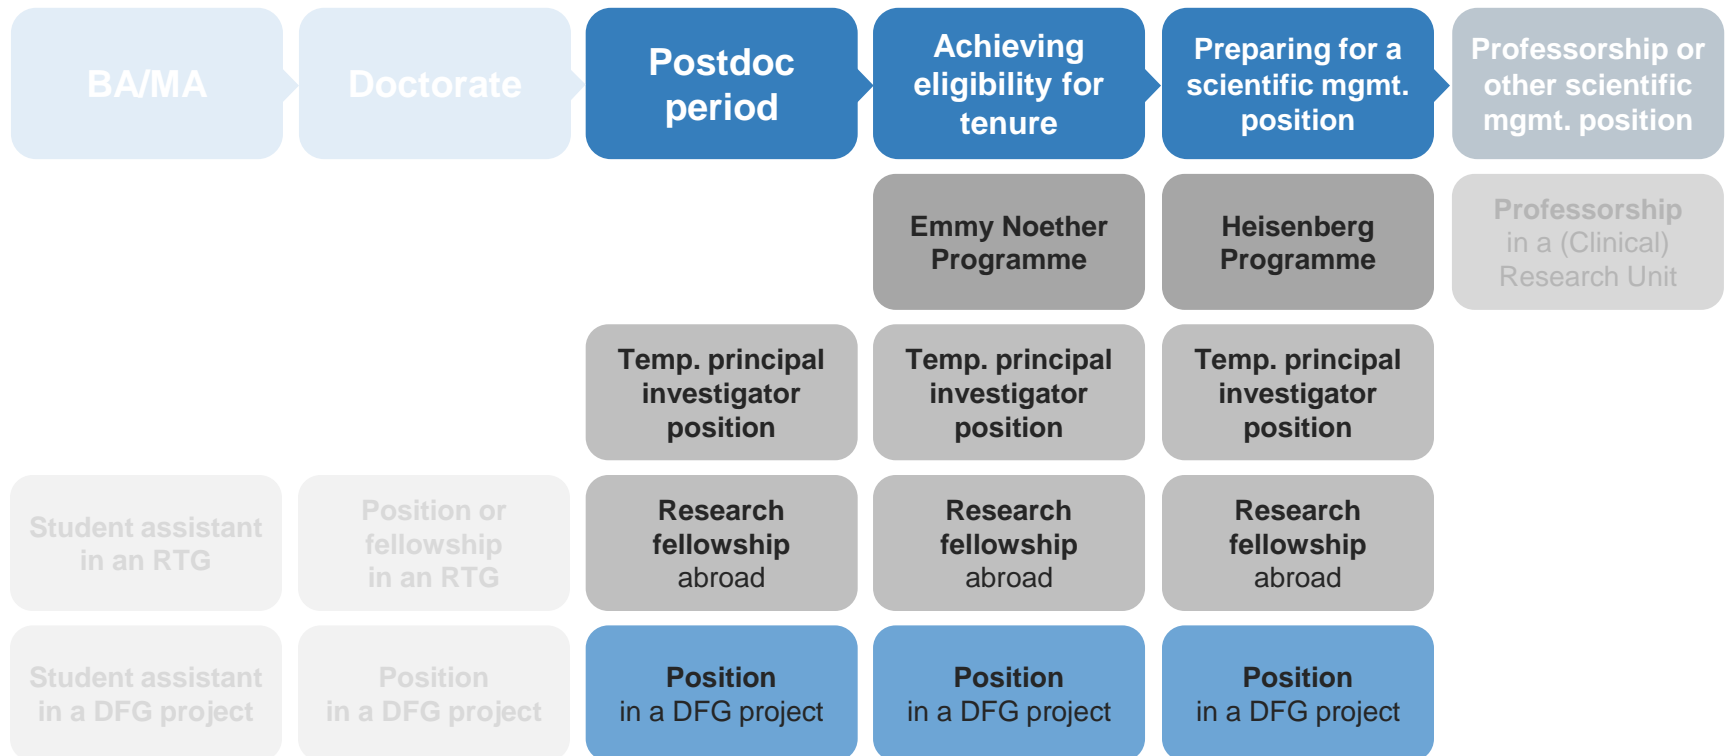 BA/MA
Doctorate
Postdoc
period
Achieving
eligibility for
tenure
Preparing for a
scientific mgmt.
position
Professorship or
other scientific
mgmt. position
Emmy Noether
Programme
Heisenberg
Programme
Professorship
in a (Clinical)
Research Unit
Temp. principal
investigator
position
Temp. principal
investigator
position
Temp. principal
investigator
position
Student assistant
in an RTG
Position or
fellowship
in an RTG
Research
fellowship
abroad
Research
fellowship
abroad
Research
fellowship
abroad
Student assistant
in a DFG project
Position
in a DFG project
Position
in a DFG project
Position
in a DFG project
Position
in a DFG project